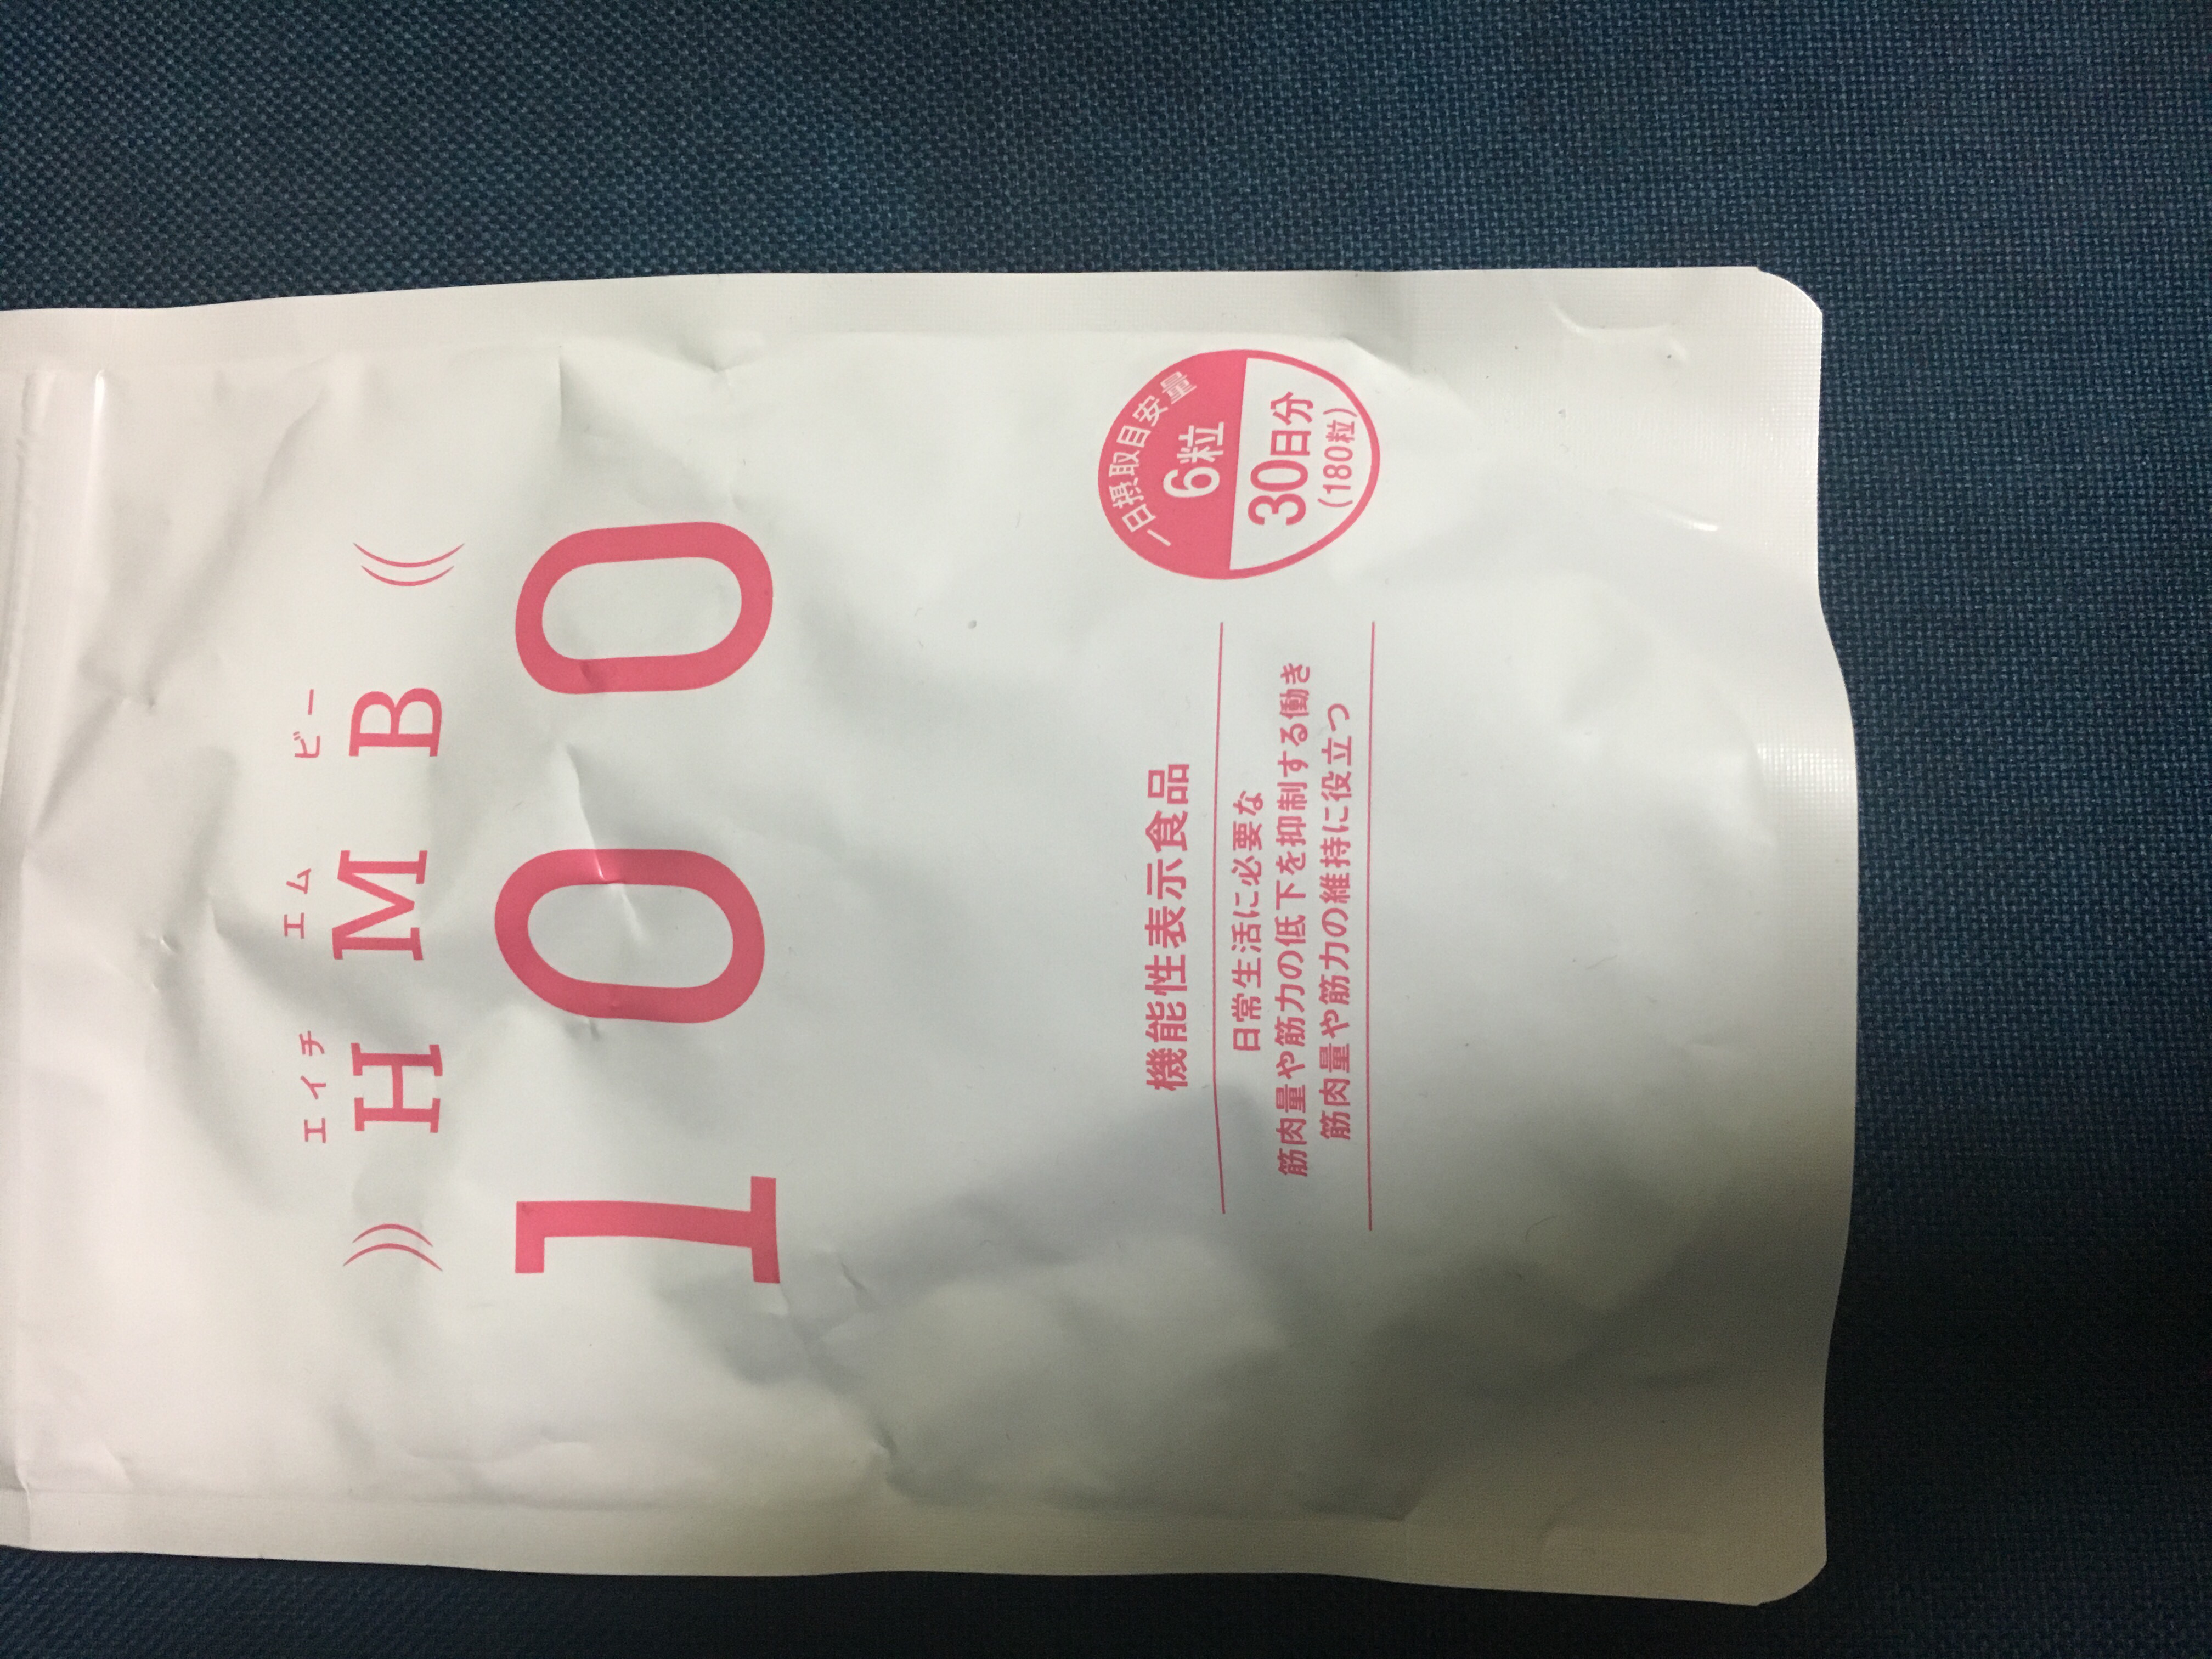 エイチ エム ビー
H M B
100
機能性表示食品
日常生活に必要な
筋肉量や筋力の低下を抑制する働き
筋肉量や筋力の維持に役立つ
一日摂取目安量
6粒
30日分
(180粒)